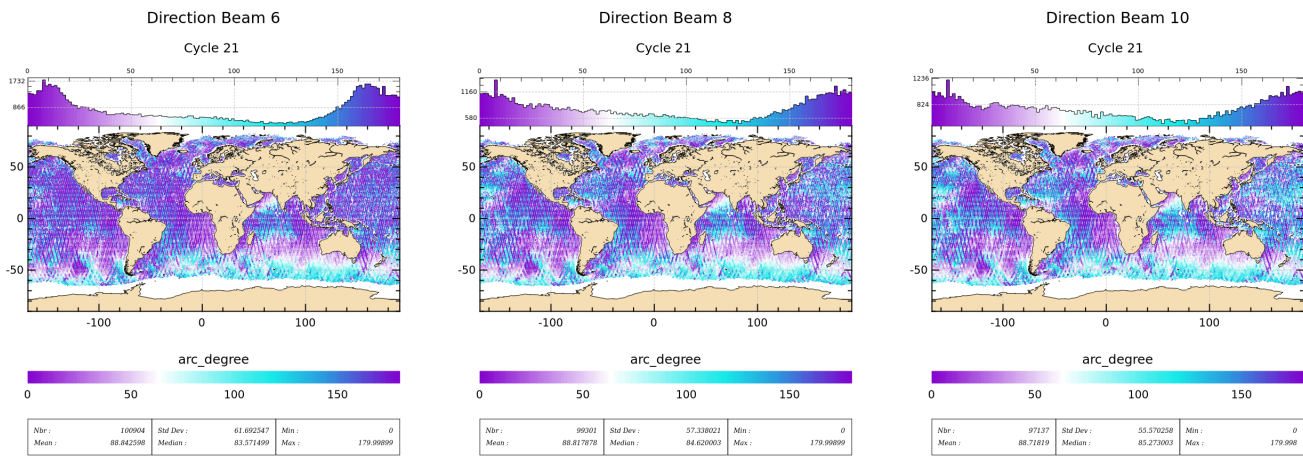 Direction Beam 6
Cycle 21
0 50 100 150
1732
866
50
0
-50
-100 0 100
arc_degree
0 50 100 150
Nbr : 100904 Std Dev : 61.692547 Min : 0
Mean : 88.842598 Median : 83.571499 Max : 179.99899
Direction Beam 8
Cycle 21
0 50 100 150
1160
580
50
0
-50
-100 0 100
arc_degree
0 50 100 150
Nbr : 99301 Std Dev : 57.338021 Min : 0
Mean : 88.817878 Median : 84.620003 Max : 179.99899
Direction Beam 10
Cycle 21
0 50 100 150
1236
824
50
0
-50
-100 0 100
arc_degree
0 50 100 150
Nbr : 97137 Std Dev : 55.570258 Min : 0
Mean : 88.71819 Median : 85.273003 Max : 179.998